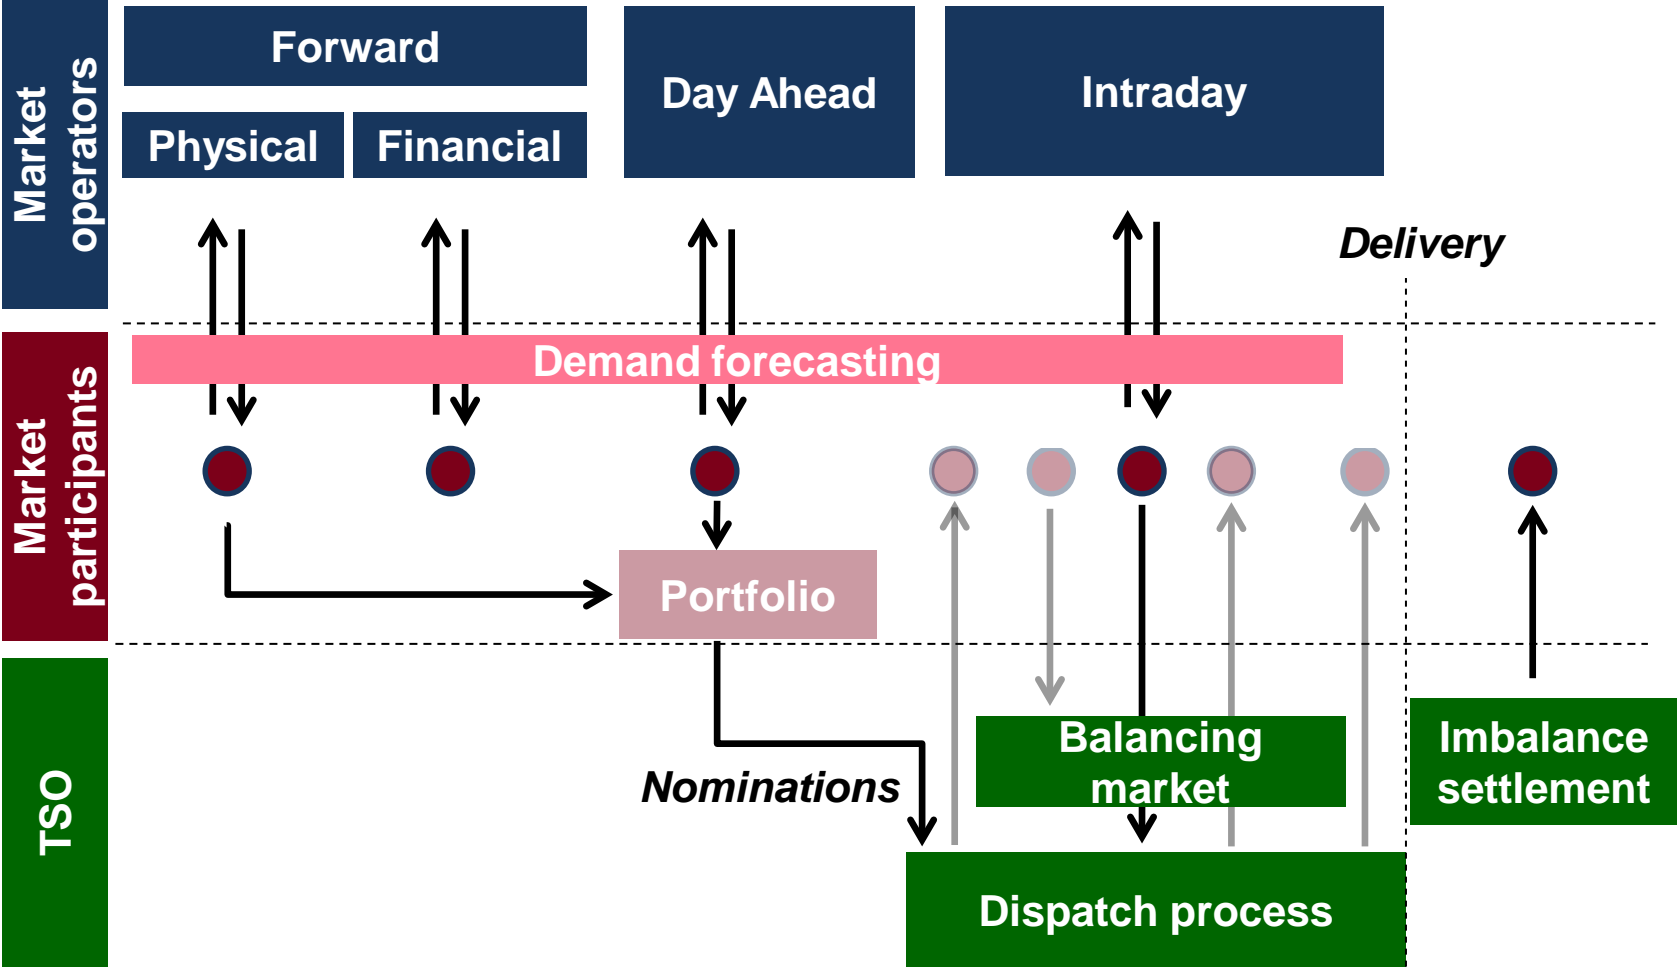 Market
operators
Forward
Physical
Financial
Day Ahead
Intraday
Delivery
Market
participants
Demand forecasting
Portfolio
TSO
Nominations
Balancing
market
Dispatch process
Imbalance
settlement